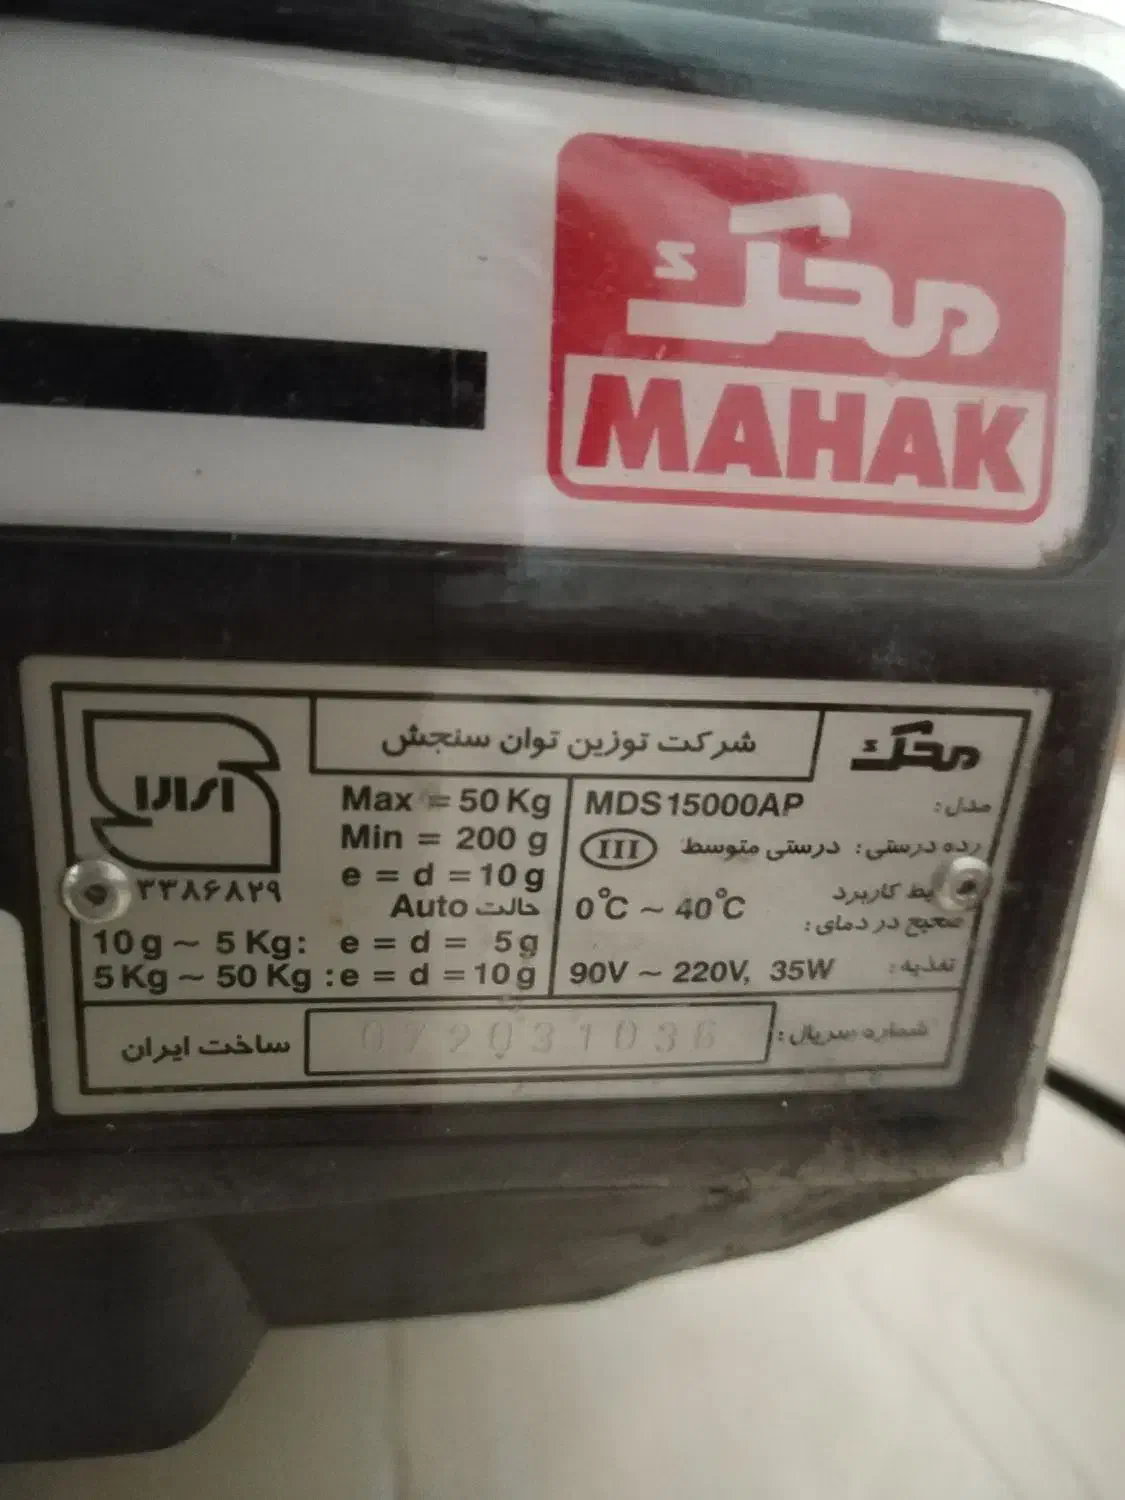 محک
MAHAK
محک
شرکت توزین توان سنجش
مدل: MDS15000AP
رده درستی: درستی متوسط III
کاربرد
صحیح در دمای: 0°C ~ 40°C
تغذیه: 90V ~ 220V, 35W
Max = 50 Kg
Min = 200 g
e = d = 10 g
حالت Auto
10 g ~ 5 Kg: e = d = 5 g
5 Kg ~ 50 Kg : e = d = 10 g
۳۳۸۶۸۲۹
شماره سریال: 072031036
ساخت ایران